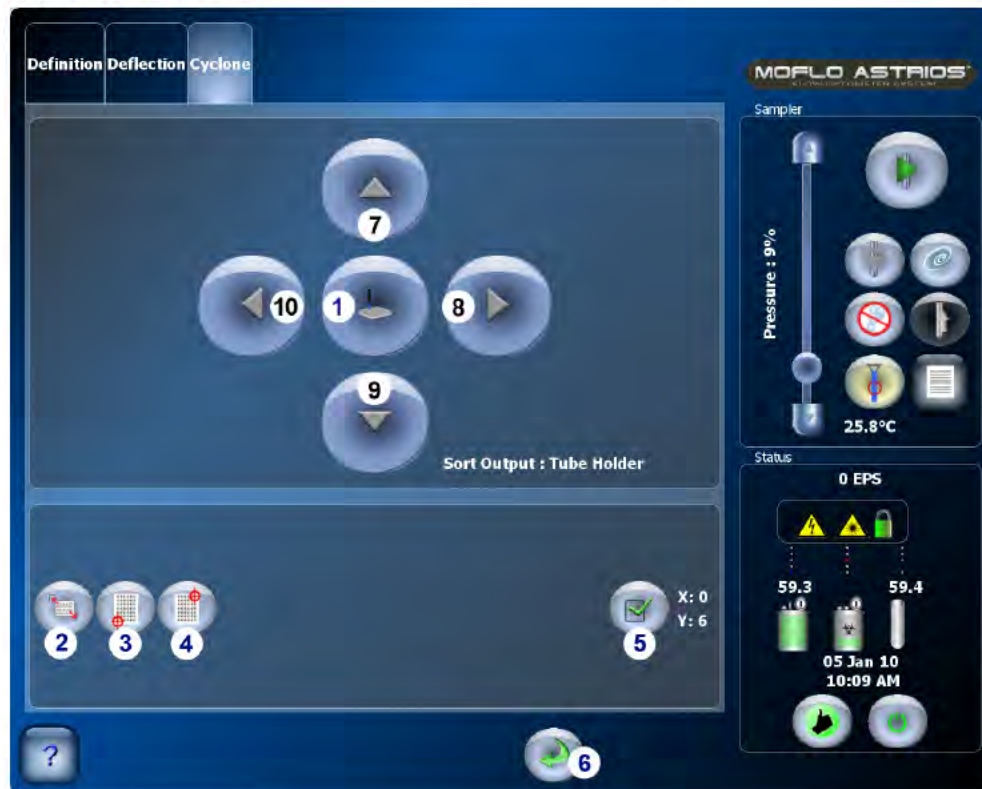 Definition Deflection Cyclone
MOFLO ASTRIOS
Sampler
7
Pressure : 9%
10
1
8
9
25.8°C
Sort Output : Tube Holder
Status
0 EPS
59.3
59.4
X: 0
Y: 6
2
3
4
5
05 Jan 10
10:09 AM
?
6